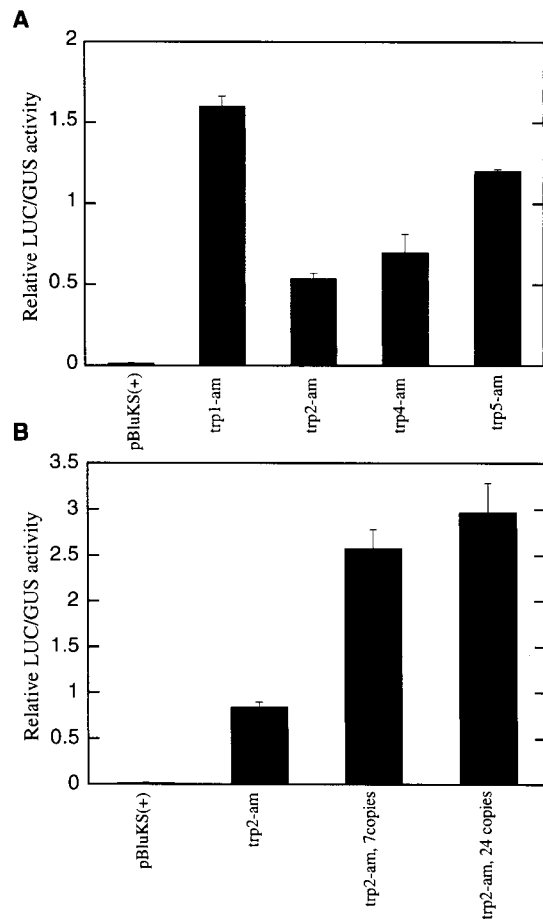 A
Relative LUC/GUS activity
2
1.5
1
0.5
0
pBluKS(+)
trp1-am
trp2-am
trp4-am
trp5-am
B
Relative LUC/GUS activity
3.5
3
2.5
2
1.5
1
0.5
0
pBluKS(+)
trp2-am
trp2-am, 7copies
trp2-am, 24 copies